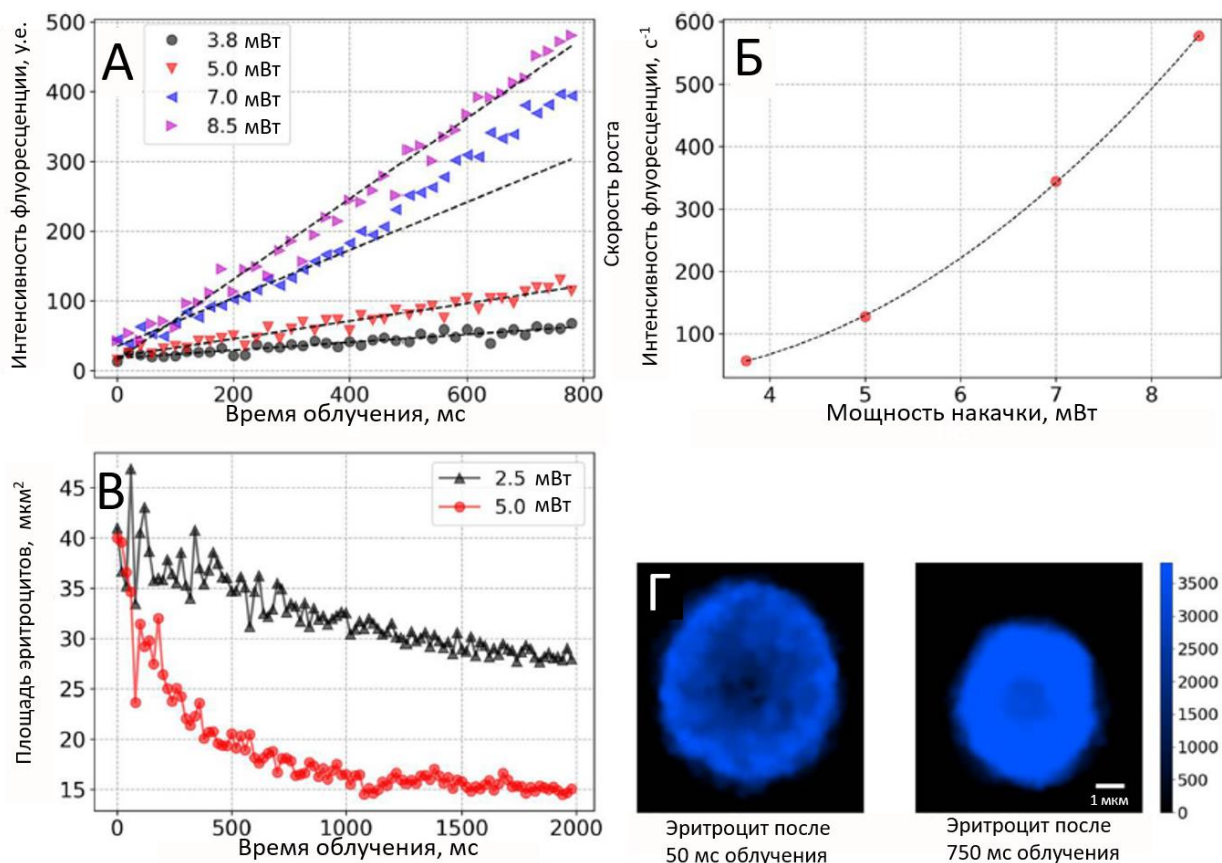 А
Интенсивность флуоресценции, у.е.
500
400
300
200
100
0
3.8 мВт
5.0 мВт
7.0 мВт
8.5 мВт
0
200
400
600
800
Время облучения, мс
Б
Скорость роста
Интенсивность флуоресценции, с⁻¹
600
500
400
300
200
100
4
5
6
7
8
Мощность накачки, мВт
В
Площадь эритроцитов, мкм²
45
40
35
30
25
20
15
2.5 мВт
5.0 мВт
0
500
1000
1500
2000
Время облучения, мс
Г
1 мкм
3500
3000
2500
2000
1500
1000
500
0
Эритроцит после
50 мс облучения
Эритроцит после
750 мс облучения